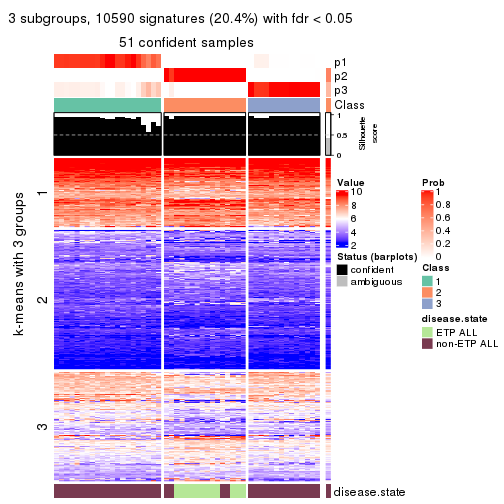 3 subgroups, 10590 signatures (20.4%) with fdr < 0.05
51 confident samples
p1
p2
p3
Class
1
0.5
0
Silhouette
score
k-means with 3 groups
1
2
3
disease.state
Value
10
8
6
4
2
Status (barplots)
confident
ambiguous
Prob
1
0.8
0.6
0.4
0.2
0
Class
1
2
3
disease.state
ETP ALL
non-ETP ALL